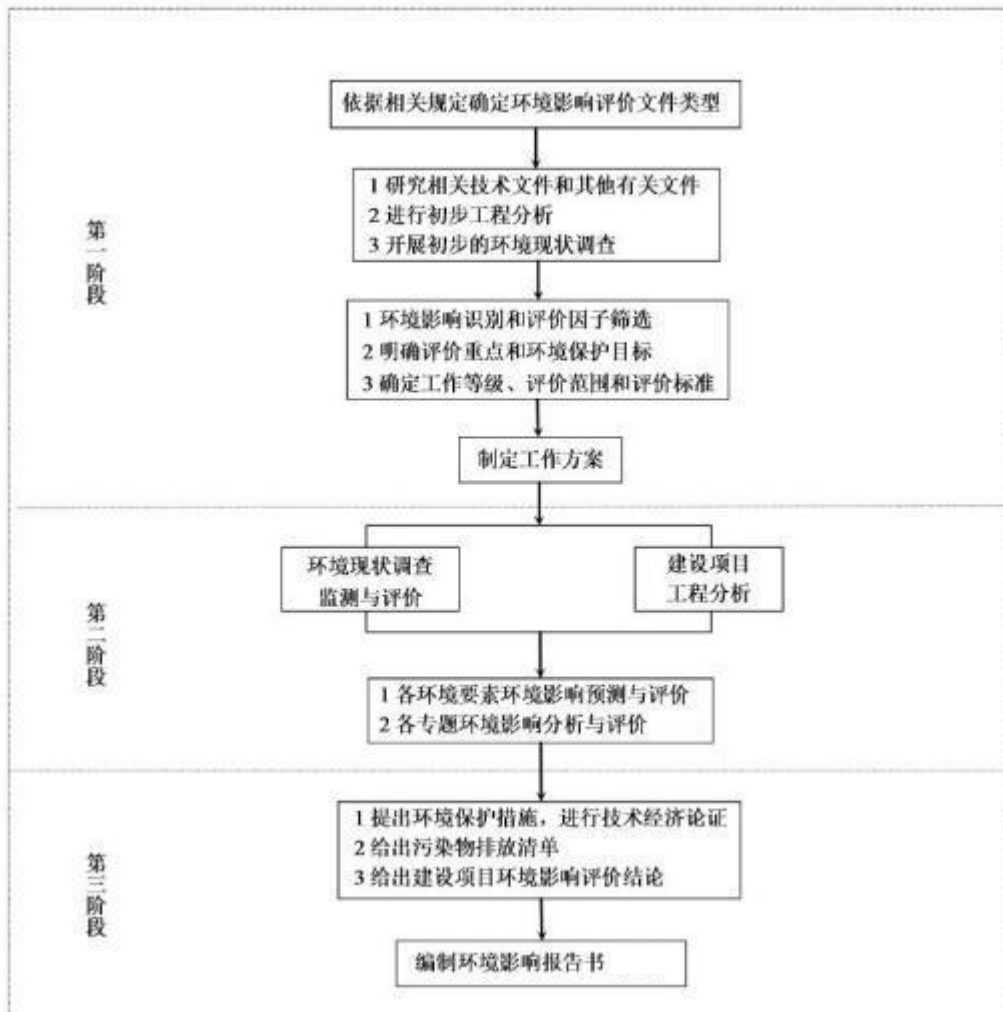 依据相关规定确定环境影响评价文件类型
1 研究相关技术文件和其他有关文件
2 进行初步工程分析
3 开展初步的环境现状调查
第一阶段
1 环境影响识别和评价因子筛选
2 明确评价重点和环境保护目标
3 确定工作等级、评价范围和评价标准
制定工作方案
环境现状调查
监测与评价
建设项目
工程分析
第二阶段
1 各环境要素环境影响预测与评价
2 各专题环境影响分析与评价
1 提出环境保护措施，进行技术经济论证
2 给出污染物排放清单
3 给出建设项目环境影响评价结论
第三阶段
编制环境影响报告书